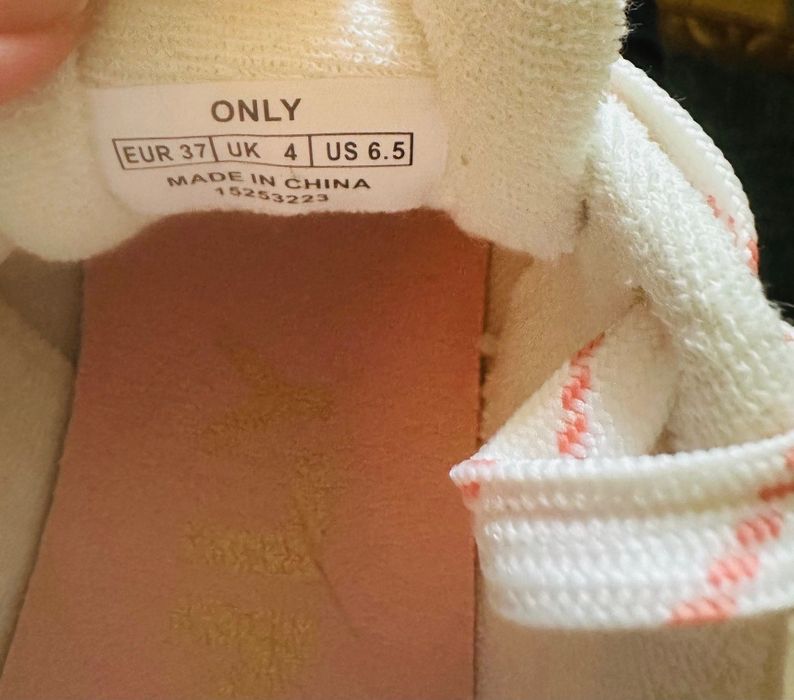 ONLY
EUR 37 UK 4 US 6.5
MADE IN CHINA
15253223